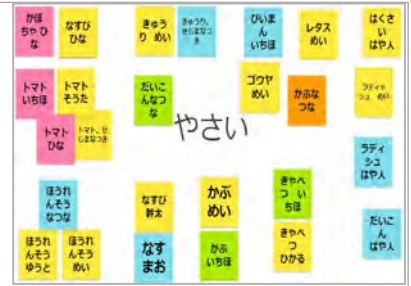 かぼ
ちゃ ひ
な
なすび
ひな
きゅう
り めい
きゅうり、
せしまなつ
き
ぴいま
ん
いちほ
レタス
めい
はくさ
い
はや人
トマト
いちほ
トマト
そうた
だいこ
んなつ
な
ゴウヤ
めい
かぶな
つな
ラディッ
シュ めい
トマト
ひな
トマト、せ
しまなつき
やさい
ラディ
シュ
はや人
ほうれ
んそう
なつな
なすび
幹太
かぶ
めい
きゃべ
つ い
ちほ
ほうれ
んそう
ゆうと
ほうれ
んそう
めい
なす
まお
かぶ
いちほ
きゃべ
つ
ひかる
だいこ
ん
はや人